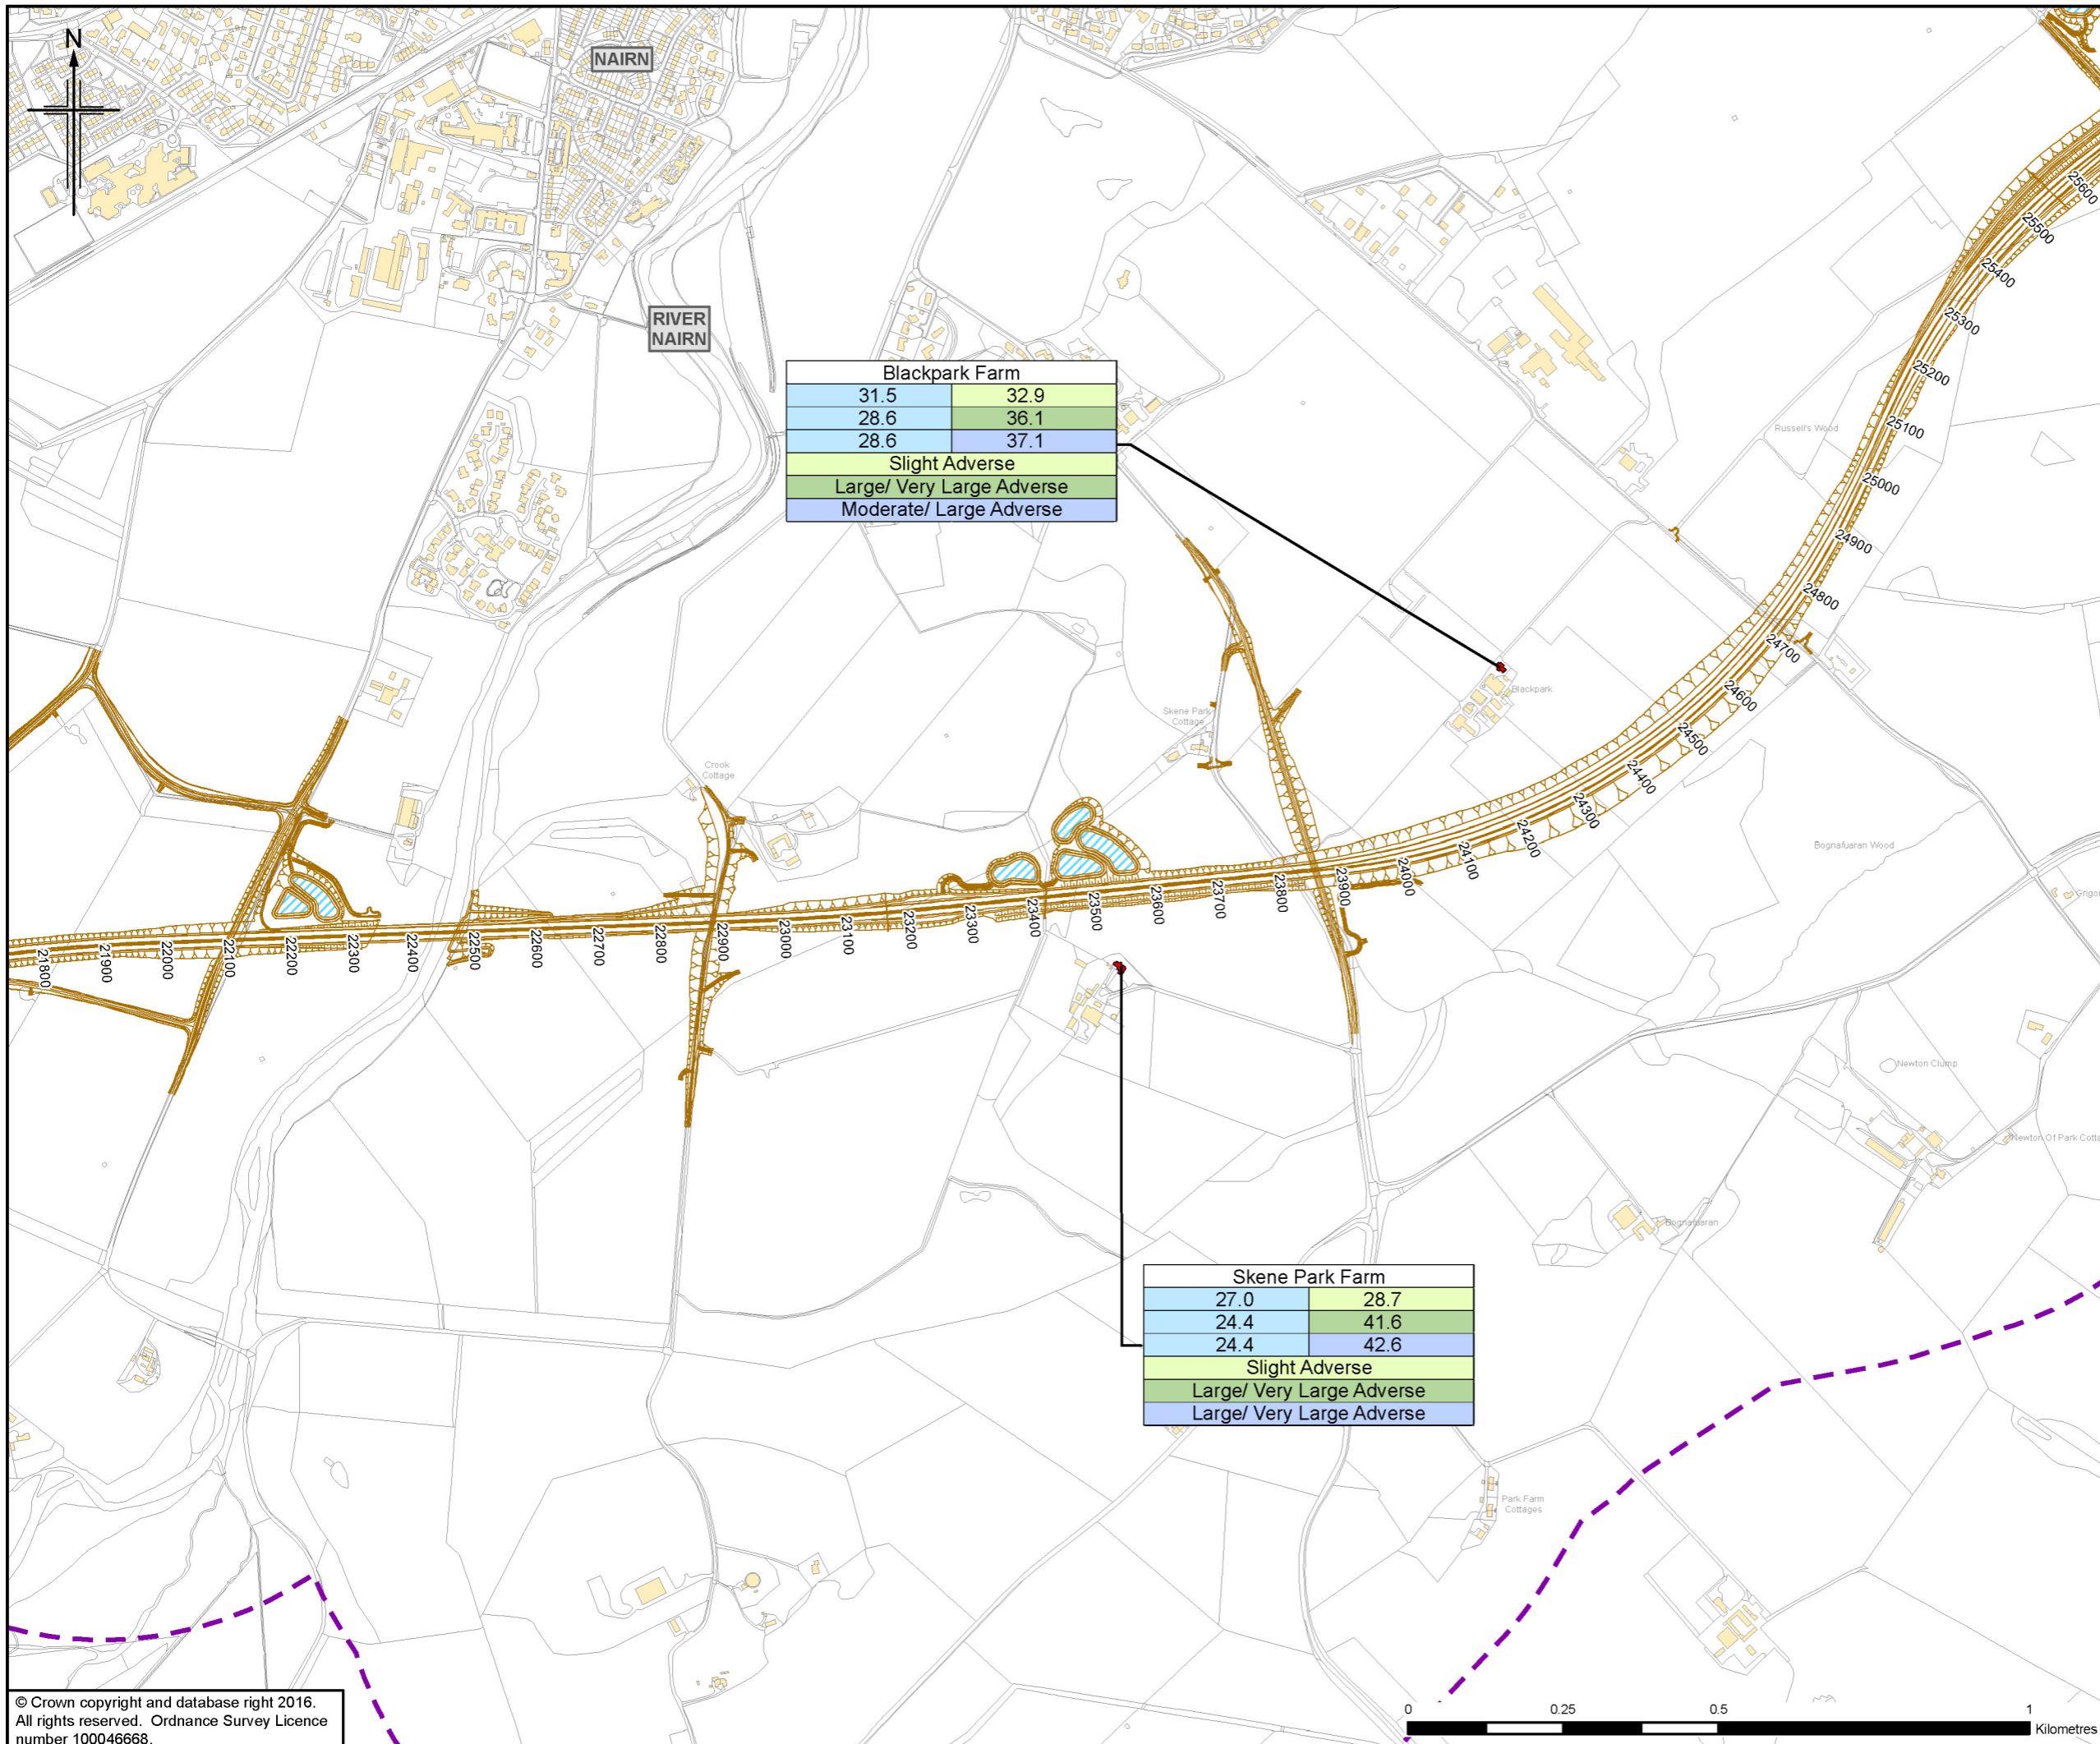 N
NAIRN
RIVER
NAIRN
Blackpark Farm
31.5 32.9
28.6 36.1
28.6 37.1
Slight Adverse
Large/ Very Large Adverse
Moderate/ Large Adverse
Russell's Wood
25600
25500
25400
25300
25200
25100
25000
24900
24800
24700
24600
24500
24400
24300
24200
24100
24000
23900
23800
23700
23600
23500
23400
23300
23200
23100
23000
22900
22800
22700
22600
22500
22400
22300
22200
22100
22000
21900
21800
Blackpark
Skene Park
Cottage
Crook
Cottage
Bognafuaran Wood
Newton Clump
Newton Of Park Cotta
Bognafuaran
Skene Park Farm
27.0 28.7
24.4 41.6
24.4 42.6
Slight Adverse
Large/ Very Large Adverse
Large/ Very Large Adverse
Park Farm
Cottages
© Crown copyright and database right 2016.
All rights reserved. Ordnance Survey Licence
number 100046668.
0 0.25 0.5 1
Kilometres